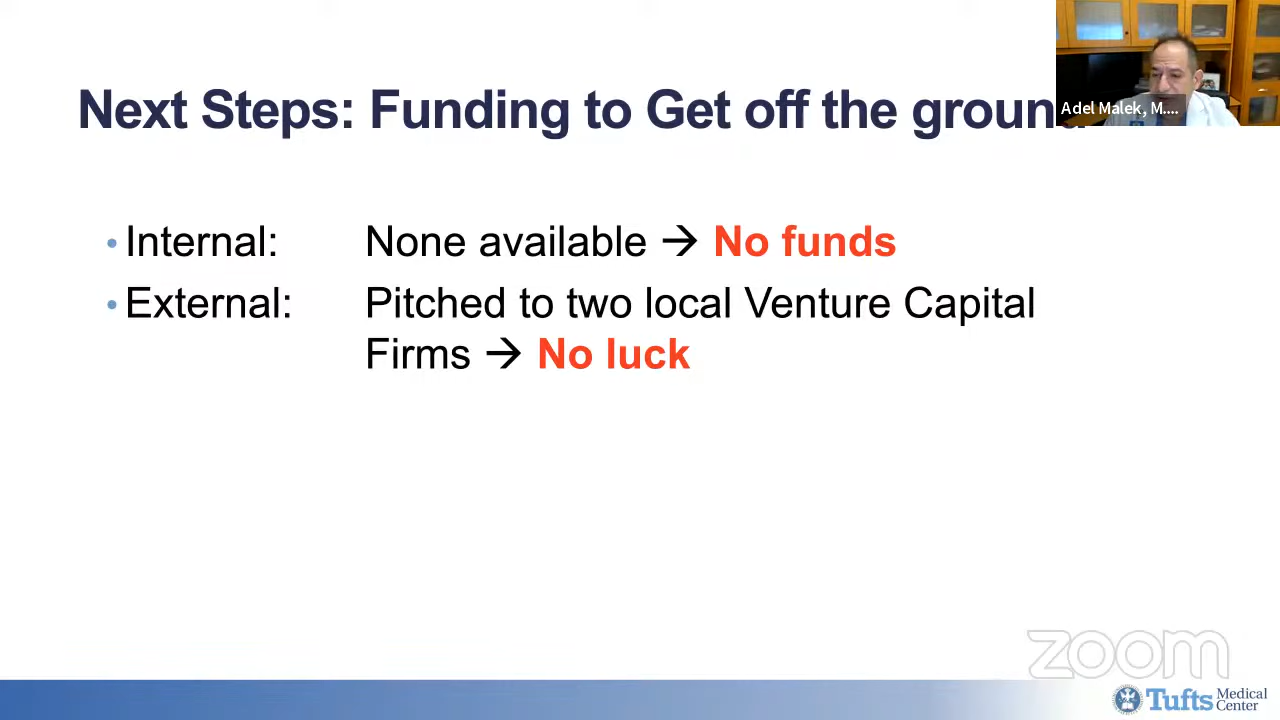 Next Steps: Funding to Get off the ground
Adel Malek, M....
• Internal: None available → No funds
• External: Pitched to two local Venture Capital
Firms → No luck
zoom
Tufts Medical
Center